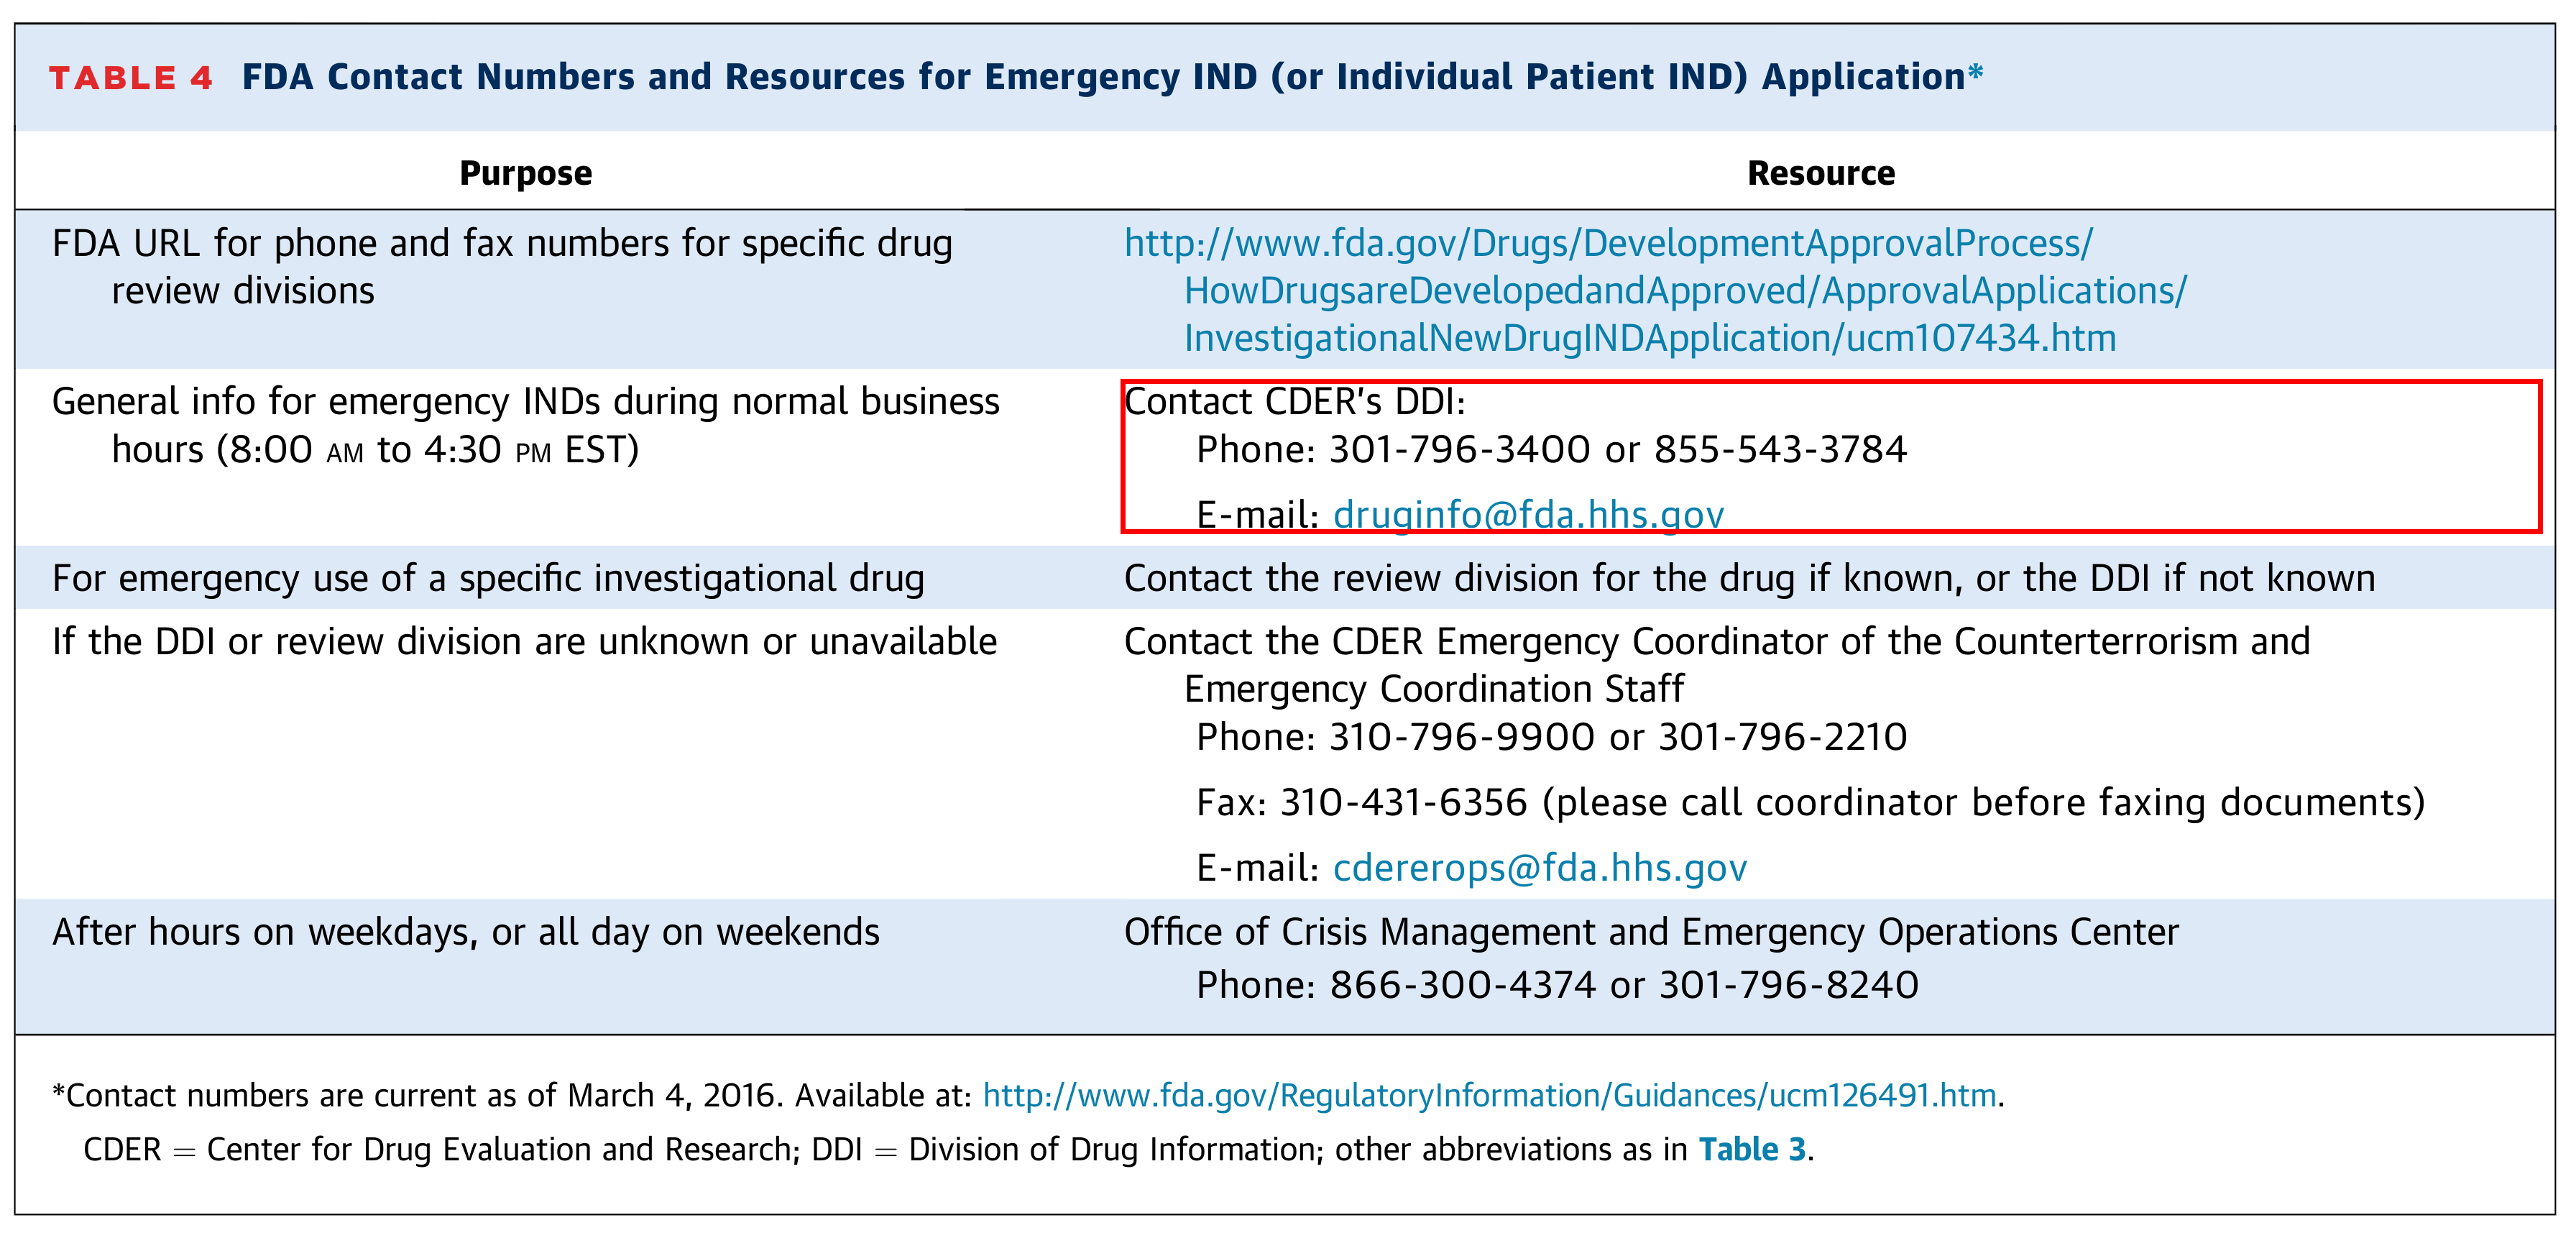 TABLE 4 FDA Contact Numbers and Resources for Emergency IND (or Individual Patient IND) Application*
Purpose
Resource
FDA URL for phone and fax numbers for specific drug
review divisions
http://www.fda.gov/Drugs/DevelopmentApprovalProcess/
HowDrugsareDevelopedandApproved/ApprovalApplications/
InvestigationalNewDrugINDApplication/ucm107434.htm
General info for emergency INDs during normal business
hours (8:00 AM to 4:30 PM EST)
Contact CDER's DDI:
Phone: 301-796-3400 or 855-543-3784
E-mail: druginfo@fda.hhs.gov
For emergency use of a specific investigational drug
Contact the review division for the drug if known, or the DDI if not known
If the DDI or review division are unknown or unavailable
Contact the CDER Emergency Coordinator of the Counterterrorism and
Emergency Coordination Staff
Phone: 310-796-9900 or 301-796-2210
Fax: 310-431-6356 (please call coordinator before faxing documents)
E-mail: cdererops@fda.hhs.gov
After hours on weekdays, or all day on weekends
Office of Crisis Management and Emergency Operations Center
Phone: 866-300-4374 or 301-796-8240
*Contact numbers are current as of March 4, 2016. Available at: http://www.fda.gov/RegulatoryInformation/Guidances/ucm126491.htm.
CDER = Center for Drug Evaluation and Research; DDI = Division of Drug Information; other abbreviations as in Table 3.